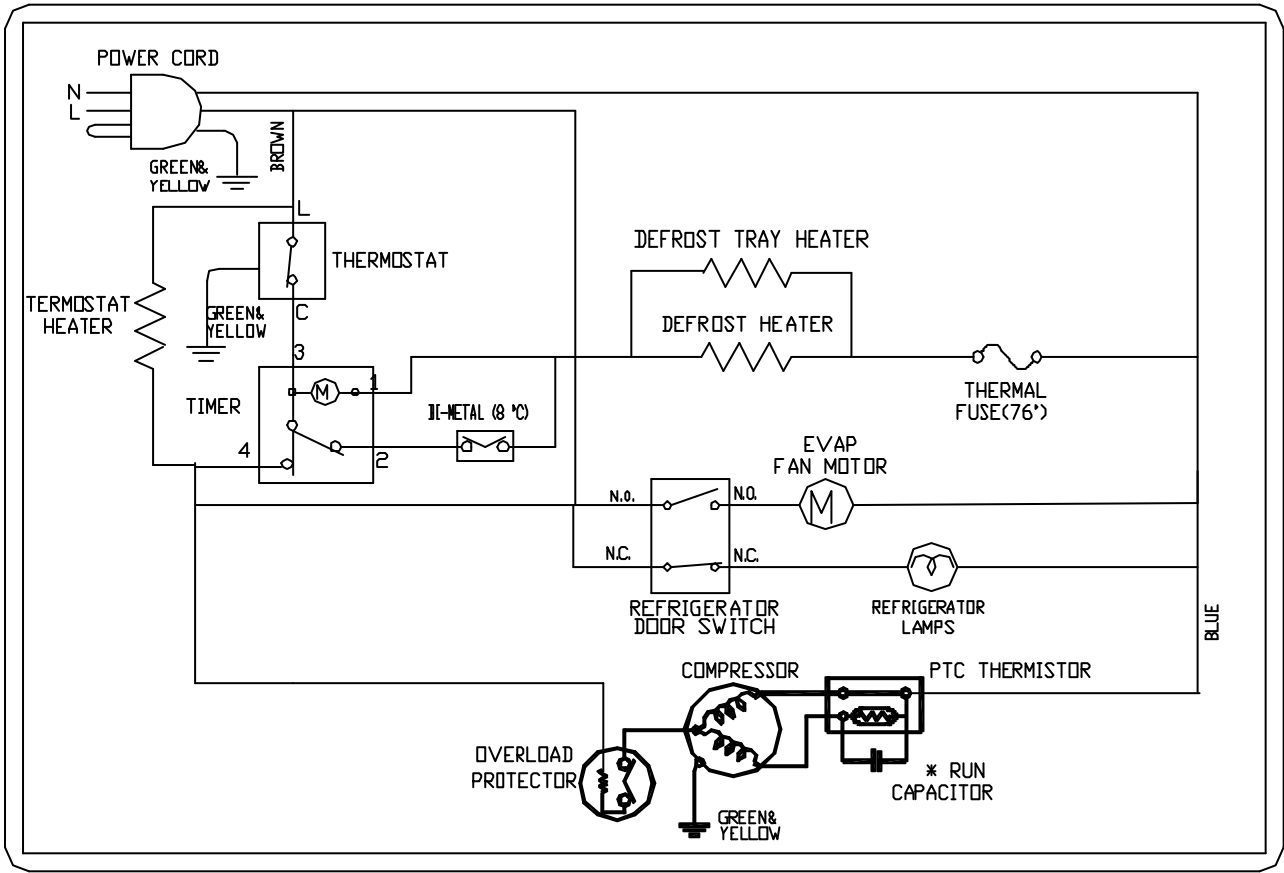 POWER CORD
N
L
BROWN
GREEN&
YELLOW
L
THERMOSTAT
DEFROST TRAY HEATER
TERMOSTAT
HEATER
GREEN&
YELLOW
C
DEFROST HEATER
3
M
1
TIMER
-METAL (8 °C)
THERMAL
FUSE(76°)
4
2
EVAP
FAN MOTOR
M
N.O.
N.O.
N.C.
N.C.
REFRIGERATOR
DOOR SWITCH
REFRIGERATOR
LAMPS
BLUE
COMPRESSOR
PTC THERMISTOR
OVERLOAD
PROTECTOR
* RUN
CAPACITOR
GREEN&
YELLOW